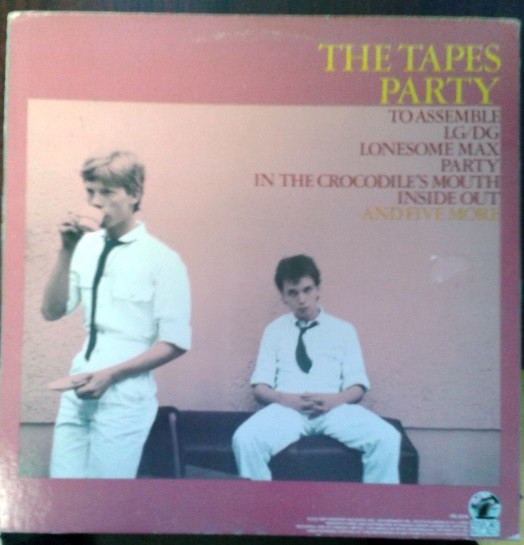 THE TAPES
PARTY
TO ASSEMBLE
LG/DG
LONESOME MAX
PARTY
IN THE CROCODILE'S MOUTH
INSIDE OUT
AND FIVE MORE